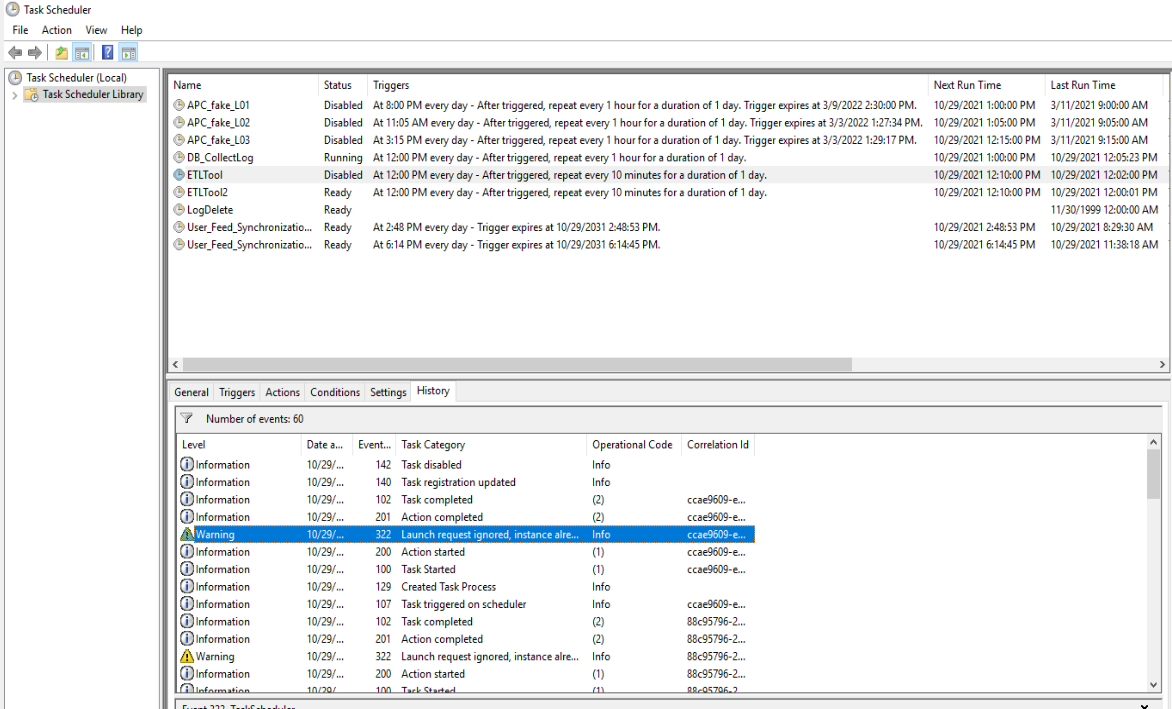 Task Scheduler
File Action View Help
Task Scheduler (Local)
Task Scheduler Library
Name Status Triggers Next Run Time Last Run Time
APC_fake_L01 Disabled At 8:00 PM every day - After triggered, repeat every 1 hour for a duration of 1 day. Trigger expires at 3/9/2022 2:30:00 PM. 10/29/2021 1:00:00 PM 3/11/2021 9:00:00 AM
APC_fake_L02 Disabled At 11:05 AM every day - After triggered, repeat every 1 hour for a duration of 1 day. Trigger expires at 3/3/2022 1:27:34 PM. 10/29/2021 1:05:00 PM 3/11/2021 9:05:00 AM
APC_fake_L03 Disabled At 3:15 PM every day - After triggered, repeat every 1 hour for a duration of 1 day. Trigger expires at 3/3/2022 1:29:17 PM. 10/29/2021 12:15:00 PM 3/11/2021 9:15:00 AM
DB_CollectLog Running At 12:00 PM every day - After triggered, repeat every 1 hour for a duration of 1 day. 10/29/2021 1:00:00 PM 10/29/2021 12:05:23 PM
ETLTool Disabled At 12:00 PM every day - After triggered, repeat every 10 minutes for a duration of 1 day. 10/29/2021 12:10:00 PM 10/29/2021 12:02:00 PM
ETLTool2 Ready At 12:00 PM every day - After triggered, repeat every 10 minutes for a duration of 1 day. 10/29/2021 12:10:00 PM 10/29/2021 12:00:01 PM
LogDelete Ready 11/30/1999 12:00:00 AM
User_Feed_Synchronizatio... Ready At 2:48 PM every day - Trigger expires at 10/29/2031 2:48:53 PM. 10/29/2021 2:48:53 PM 10/29/2021 8:29:30 AM
User_Feed_Synchronizatio... Ready At 6:14 PM every day - Trigger expires at 10/29/2031 6:14:45 PM. 10/29/2021 6:14:45 PM 10/29/2021 11:38:18 AM
General Triggers Actions Conditions Settings History
Number of events: 60
Level Date a... Event... Task Category Operational Code Correlation Id
Information 10/29/... 142 Task disabled Info
Information 10/29/... 140 Task registration updated Info
Information 10/29/... 102 Task completed (2) ccae9609-e...
Information 10/29/... 201 Action completed (2) ccae9609-e...
Warning 10/29/... 322 Launch request ignored, instance alre... Info ccae9609-e...
Information 10/29/... 200 Action started (1) ccae9609-e...
Information 10/29/... 100 Task Started (1) ccae9609-e...
Information 10/29/... 129 Created Task Process Info
Information 10/29/... 107 Task triggered on scheduler Info ccae9609-e...
Information 10/29/... 102 Task completed (2) 88c95796-2...
Information 10/29/... 201 Action completed (2) 88c95796-2...
Warning 10/29/... 322 Launch request ignored, instance alre... Info 88c95796-2...
Information 10/29/... 200 Action started (1) 88c95796-2...
Information 10/29/... 100 Task Started (1) 88c95796-2...
Event 322, TaskScheduler